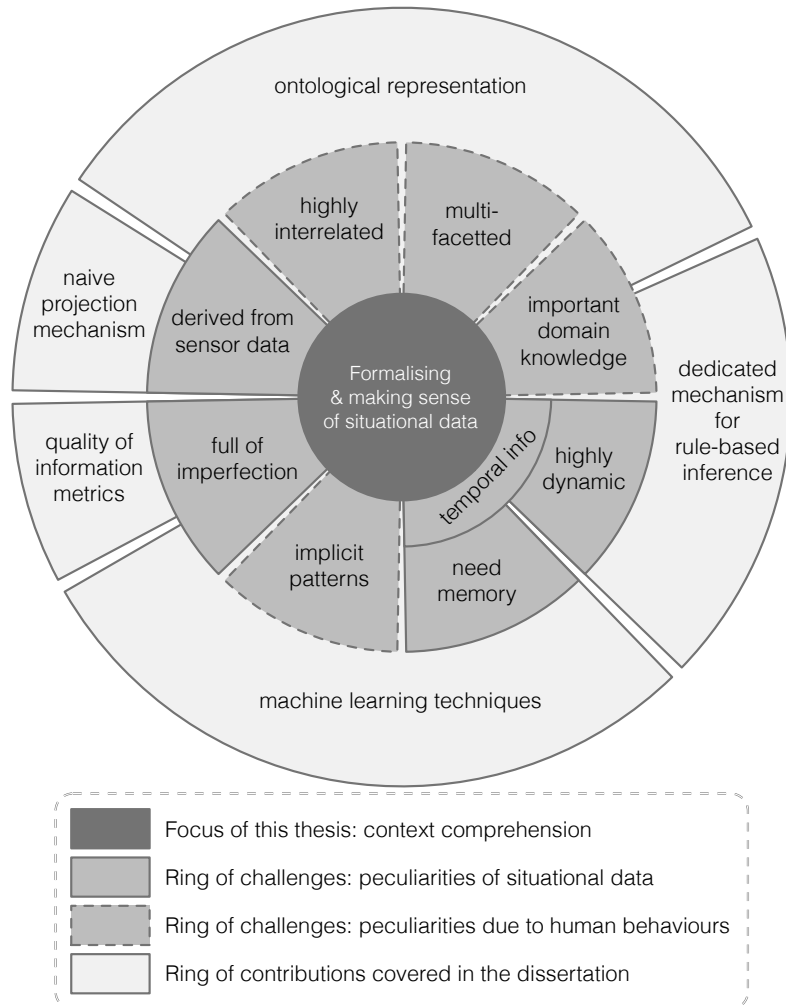 ontological representation
highly
interrelated
multi-
facetted
naive
projection
mechanism
derived from
sensor data
important
domain
knowledge
Formalising
& making sense
of situational data
dedicated
mechanism
for
rule-based
inference
quality of
information
metrics
full of
imperfection
temporal info
highly
dynamic
implicit
patterns
need
memory
machine learning techniques
Focus of this thesis: context comprehension
Ring of challenges: peculiarities of situational data
Ring of challenges: peculiarities due to human behaviours
Ring of contributions covered in the dissertation